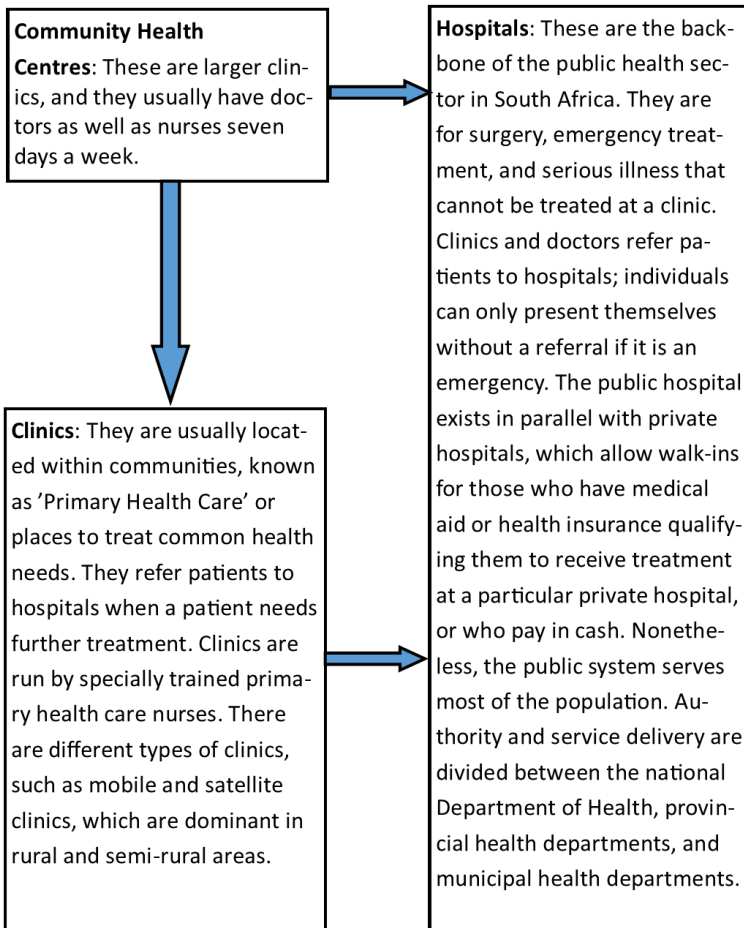 Community Health
Centres: These are larger clin-
ics, and they usually have doc-
tors as well as nurses seven
days a week.
Clinics: They are usually locat-
ed within communities, known
as ’Primary Health Care’ or
places to treat common health
needs. They refer patients to
hospitals when a patient needs
further treatment. Clinics are
run by specially trained prima-
ry health care nurses. There
are different types of clinics,
such as mobile and satellite
clinics, which are dominant in
rural and semi-rural areas.
Hospitals: These are the back-
bone of the public health sec-
tor in South Africa. They are
for surgery, emergency treat-
ment, and serious illness that
cannot be treated at a clinic.
Clinics and doctors refer pa-
tients to hospitals; individuals
can only present themselves
without a referral if it is an
emergency. The public hospital
exists in parallel with private
hospitals, which allow walk-ins
for those who have medical
aid or health insurance qualify-
ing them to receive treatment
at a particular private hospital,
or who pay in cash. Nonethe-
less, the public system serves
most of the population. Au-
thority and service delivery are
divided between the national
Department of Health, provin-
cial health departments, and
municipal health departments.